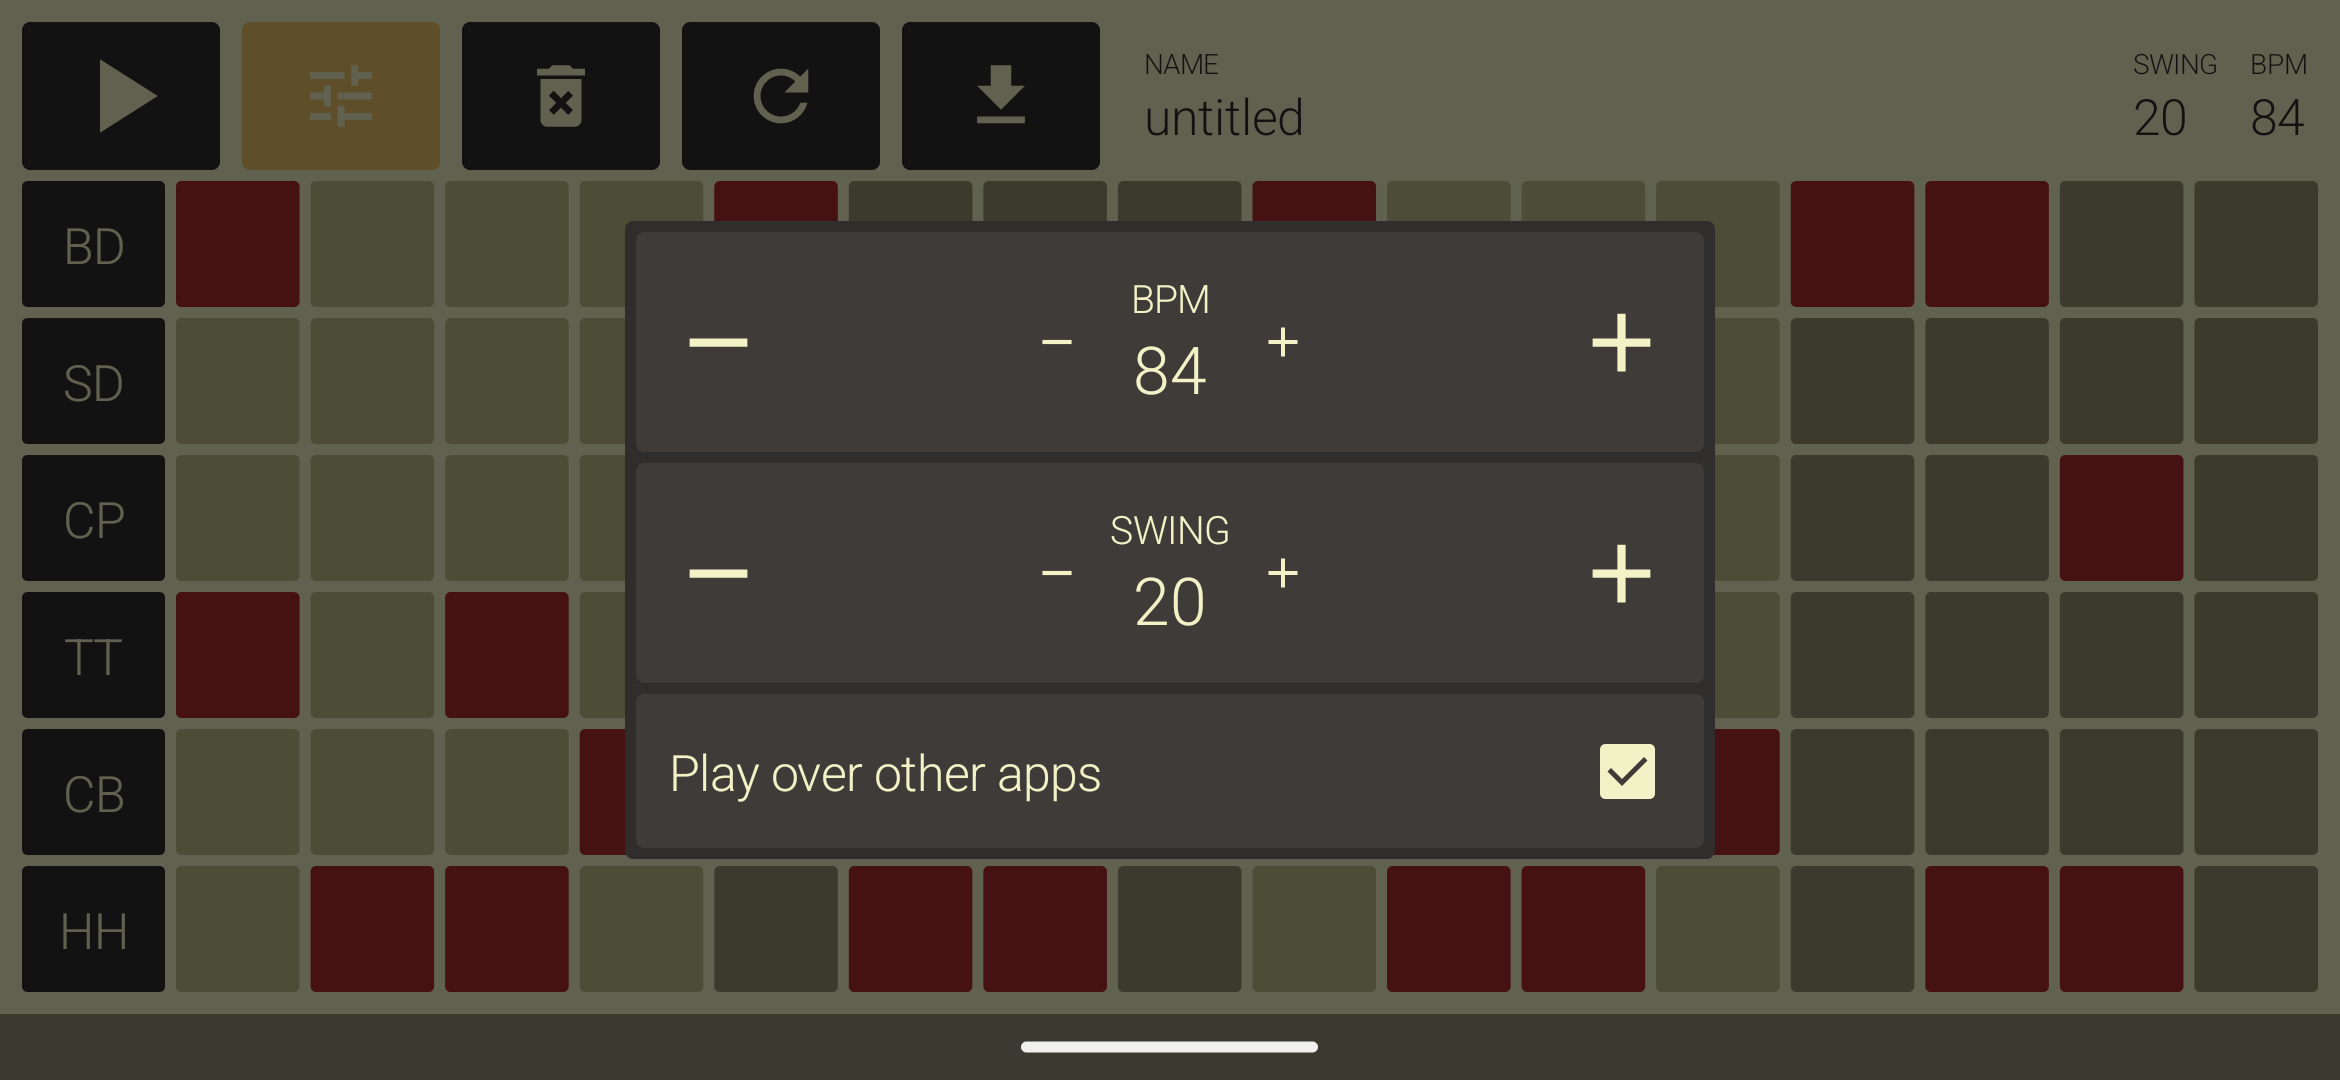 NAME
untitled
SWING
20
BPM
84
BD
SD
CP
TT
CB
HH
BPM
84
SWING
20
Play over other apps